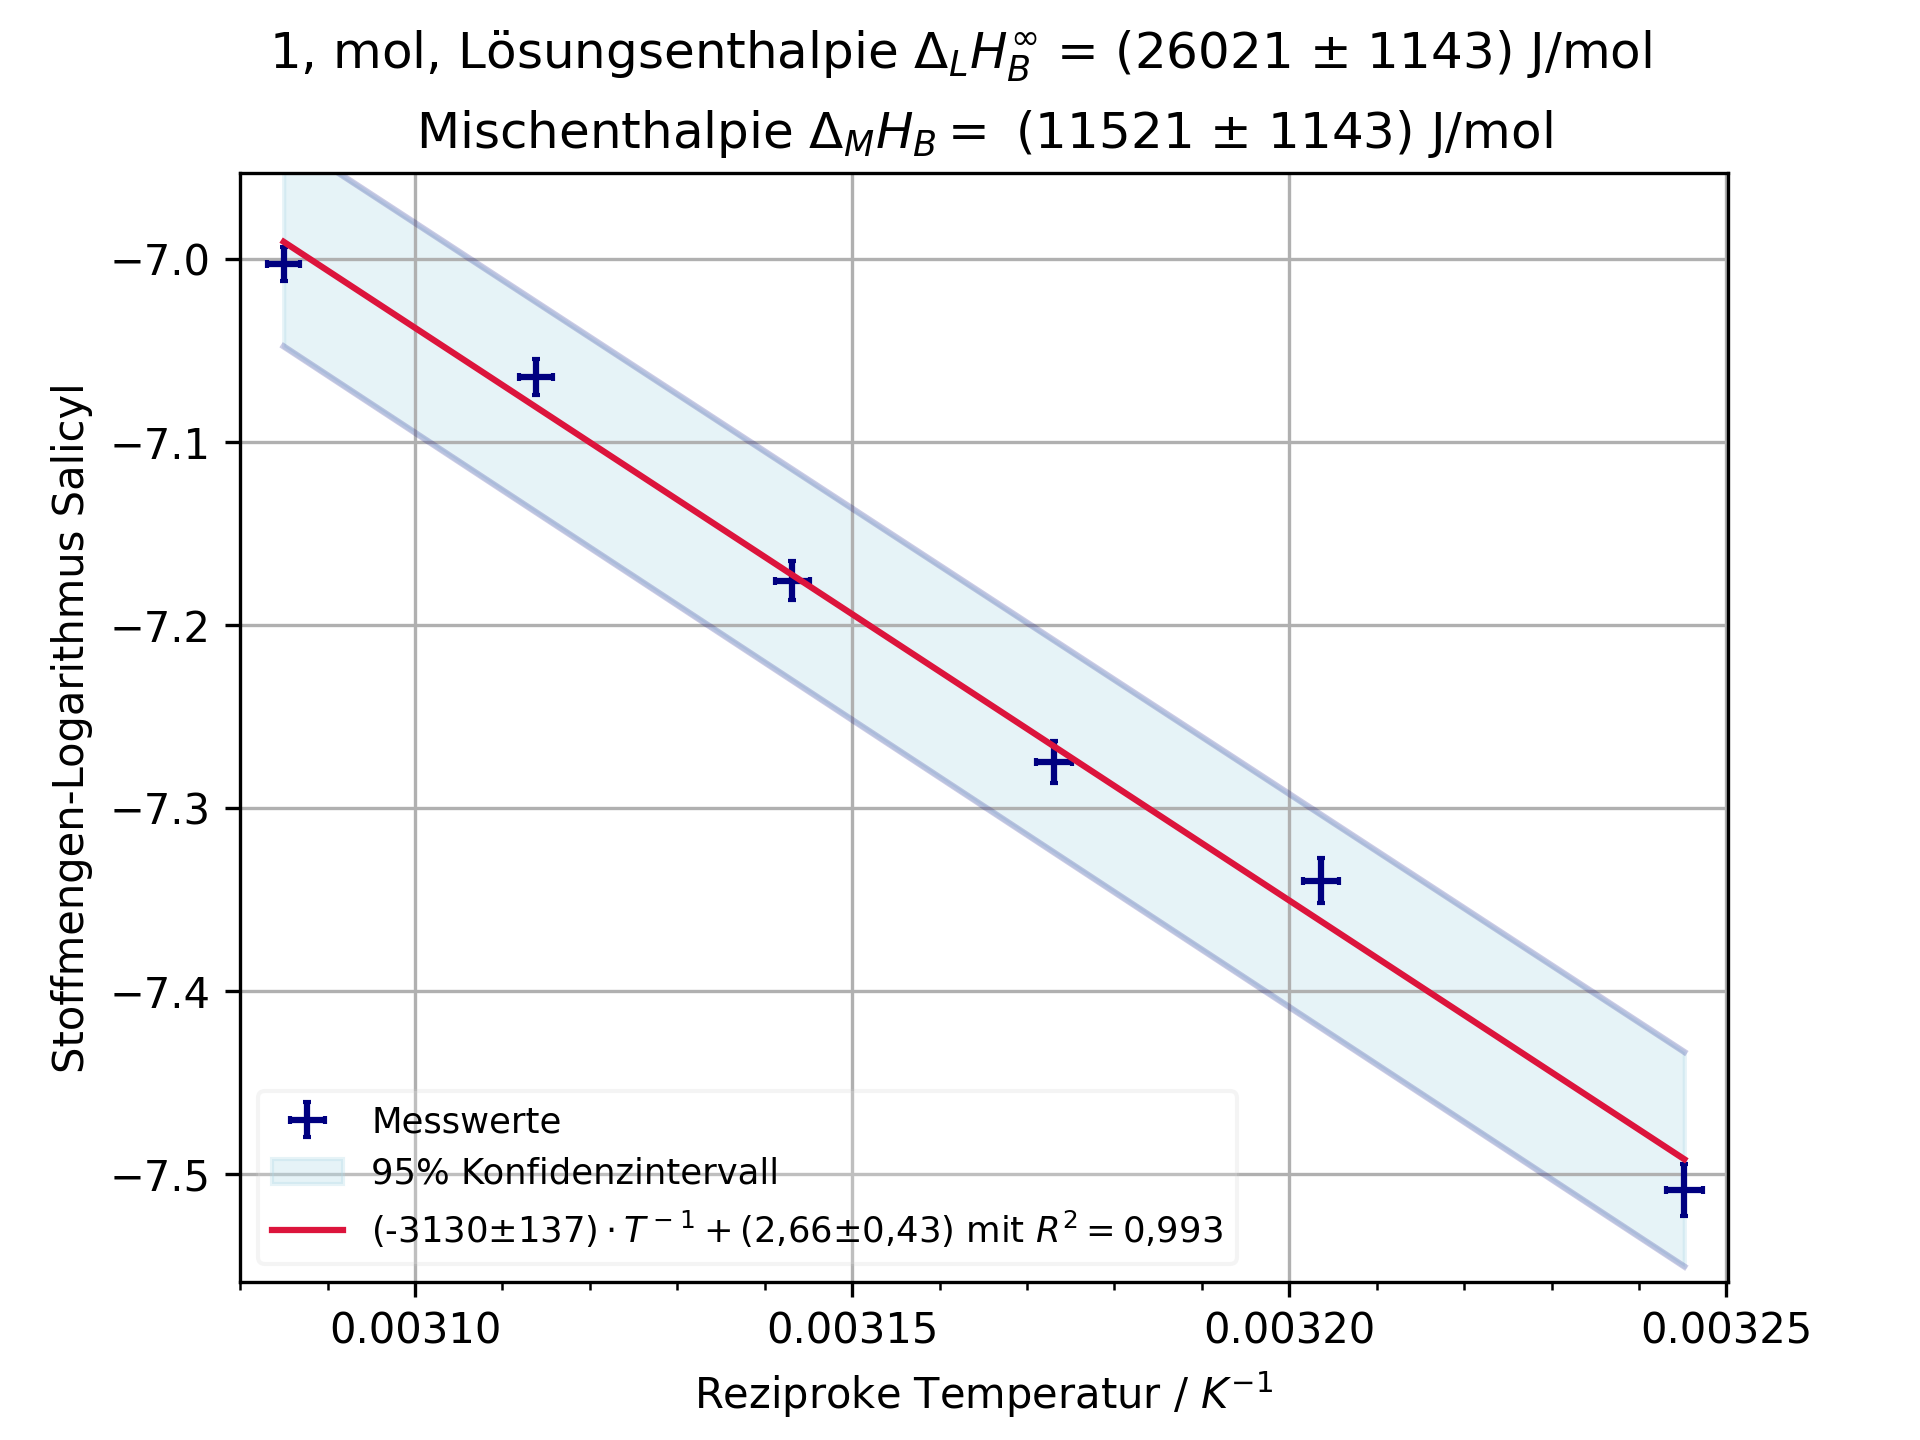 1, mol, Lösungsenthalpie Δ_L H_B^∞ = (26021 ± 1143) J/mol
Mischenthalpie Δ_M H_B = (11521 ± 1143) J/mol
Stoffmengen-Logarithmus Salicyl
−7.0
−7.1
−7.2
−7.3
−7.4
−7.5
Messwerte
95% Konfidenzintervall
(-3130±137) · T^−1 + (2,66±0,43) mit R^2 = 0,993
0.00310 0.00315 0.00320 0.00325
Reziproke Temperatur / K^−1